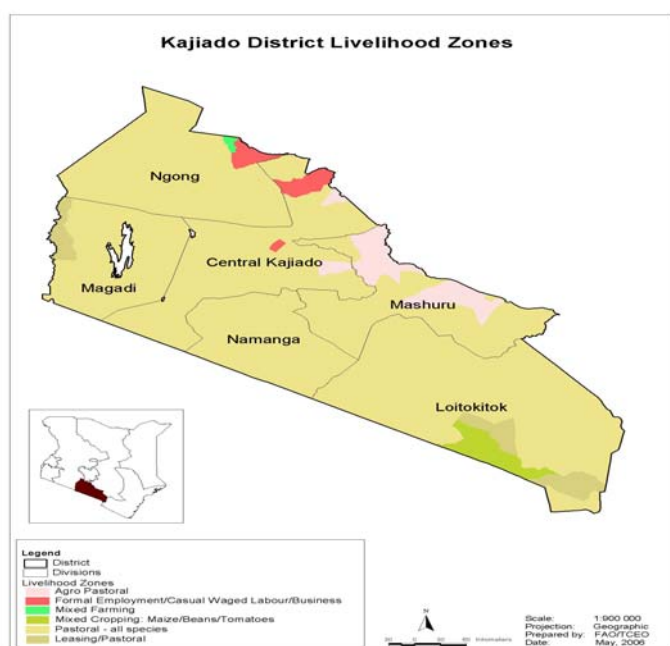 Kajiado District Livelihood Zones
Ngong
Central Kajiado
Magadi
Mashuru
Namanga
Loitokitok
Legend
District
Divisions
Livelihood Zones
Agro Pastoral
Formal Employment/Casual Waged Labour/Business
Mixed Farming
Mixed Cropping: Maize/Beans/Tomatoes
Pastoral - all species
Leasing/Pastoral
N
Kilometers
Scale: 1:900 000
Projection: Geographic
Prepared by: FAO/TCEO
Date: May, 2006